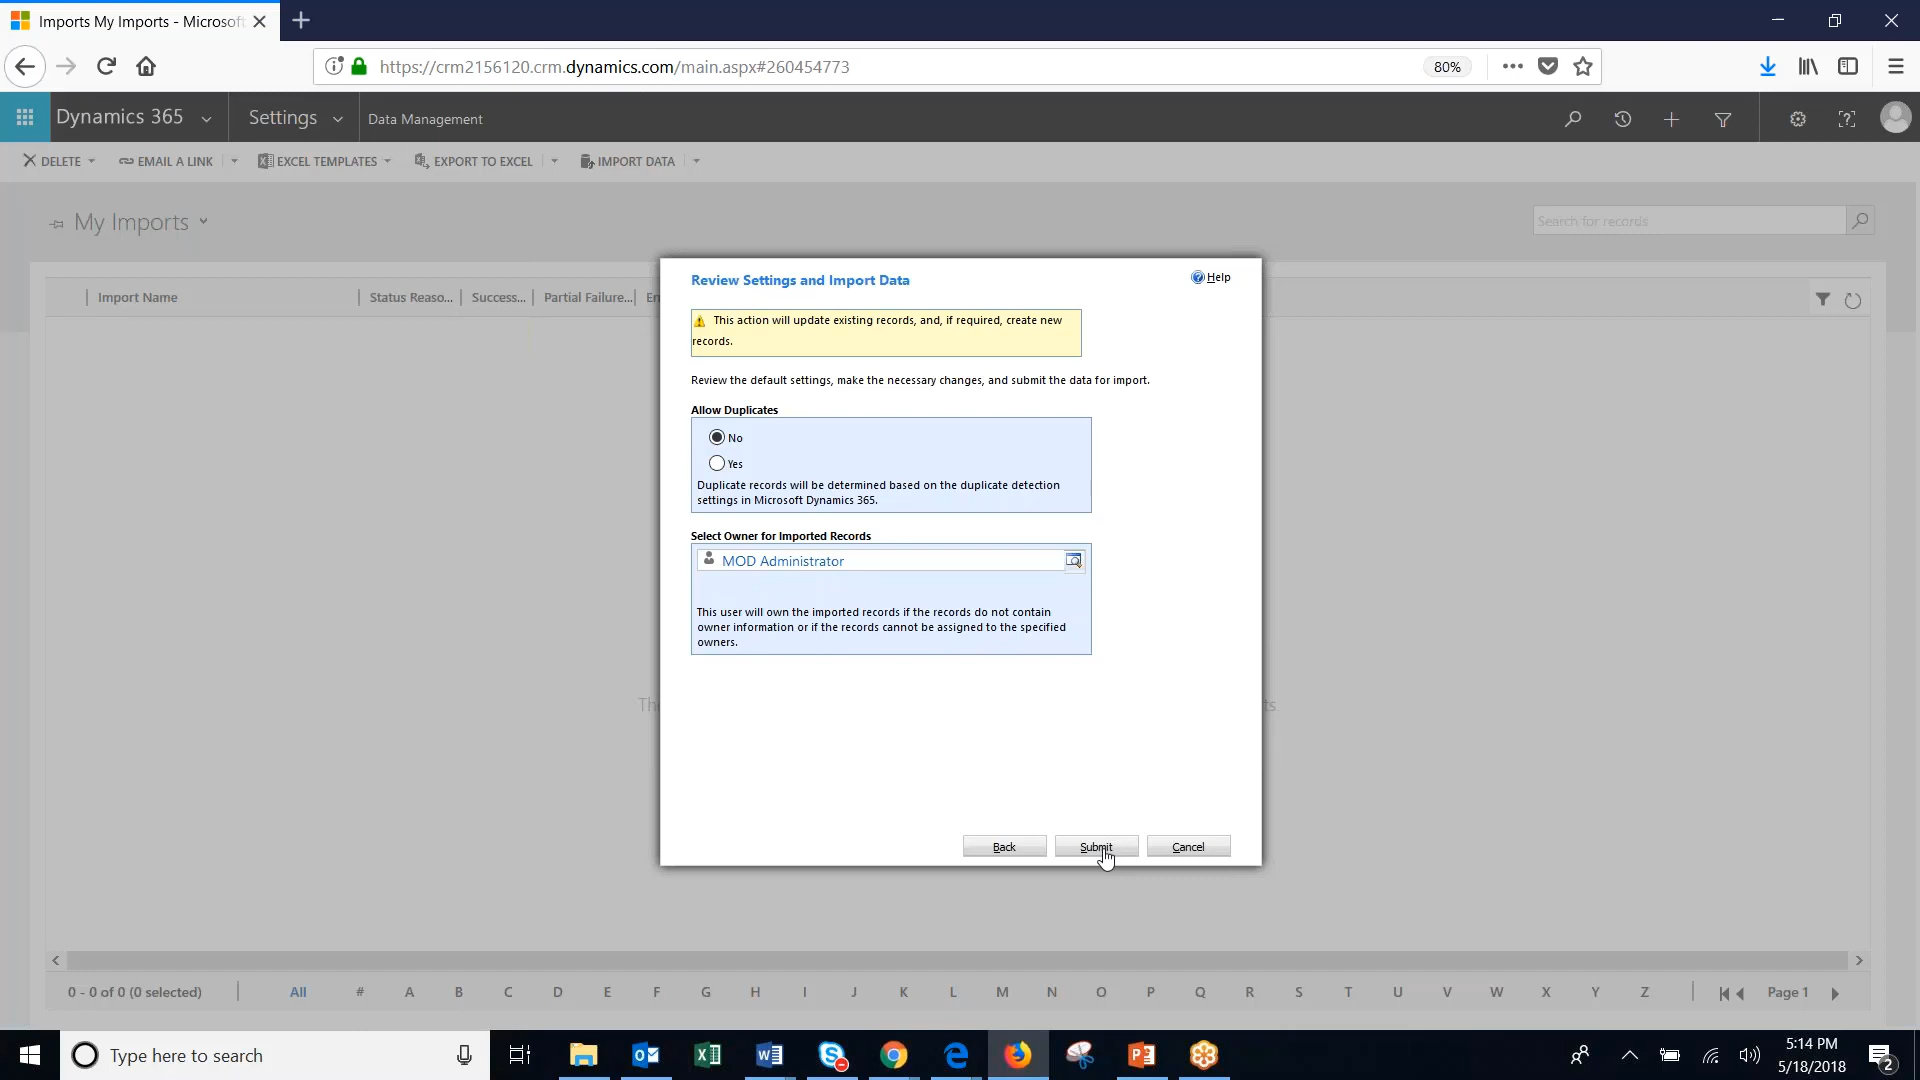 Imports My Imports - Microsoft
https://crm2156120.crm.dynamics.com/main.aspx#260454773
80%
Dynamics 365
Settings
Data Management
DELETE
EMAIL A LINK
EXCEL TEMPLATES
EXPORT TO EXCEL
IMPORT DATA
My Imports
Search for records
Import Name
Status Reaso...
Success...
Partial Failure...
Review Settings and Import Data
Help
This action will update existing records, and, if required, create new
records.
Review the default settings, make the necessary changes, and submit the data for import.
Allow Duplicates
No
Yes
Duplicate records will be determined based on the duplicate detection
settings in Microsoft Dynamics 365.
Select Owner for Imported Records
MOD Administrator
This user will own the imported records if the records do not contain
owner information or if the records cannot be assigned to the specified
owners.
Back
Submit
Cancel
0 - 0 of 0 (0 selected)
All # A B C D E F G H I J K L M N O P Q R S T U V W X Y Z
Page 1
Type here to search
5:14 PM
5/18/2018
2